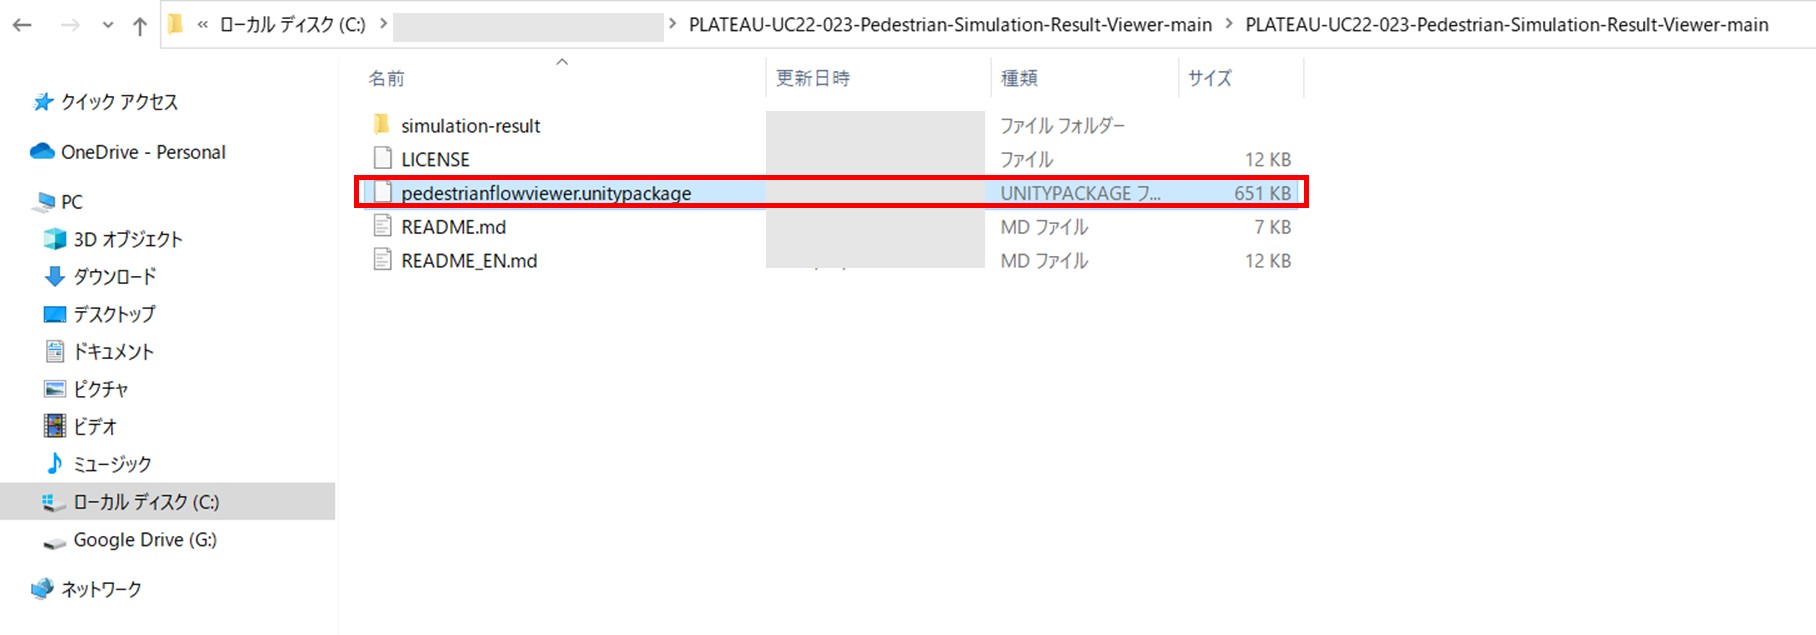 « ローカル ディスク (C:) > > PLATEAU-UC22-023-Pedestrian-Simulation-Result-Viewer-main > PLATEAU-UC22-023-Pedestrian-Simulation-Result-Viewer-main
名前 更新日時 種類 サイズ
クイック アクセス
OneDrive - Personal
PC
3D オブジェクト
ダウンロード
デスクトップ
ドキュメント
ピクチャ
ビデオ
ミュージック
ローカル ディスク (C:)
Google Drive (G:)
ネットワーク
simulation-result ファイル フォルダー
LICENSE ファイル 12 KB
pedestrianflowviewer.unitypackage UNITYPACKAGE フ... 651 KB
README.md MD ファイル 7 KB
README_EN.md MD ファイル 12 KB